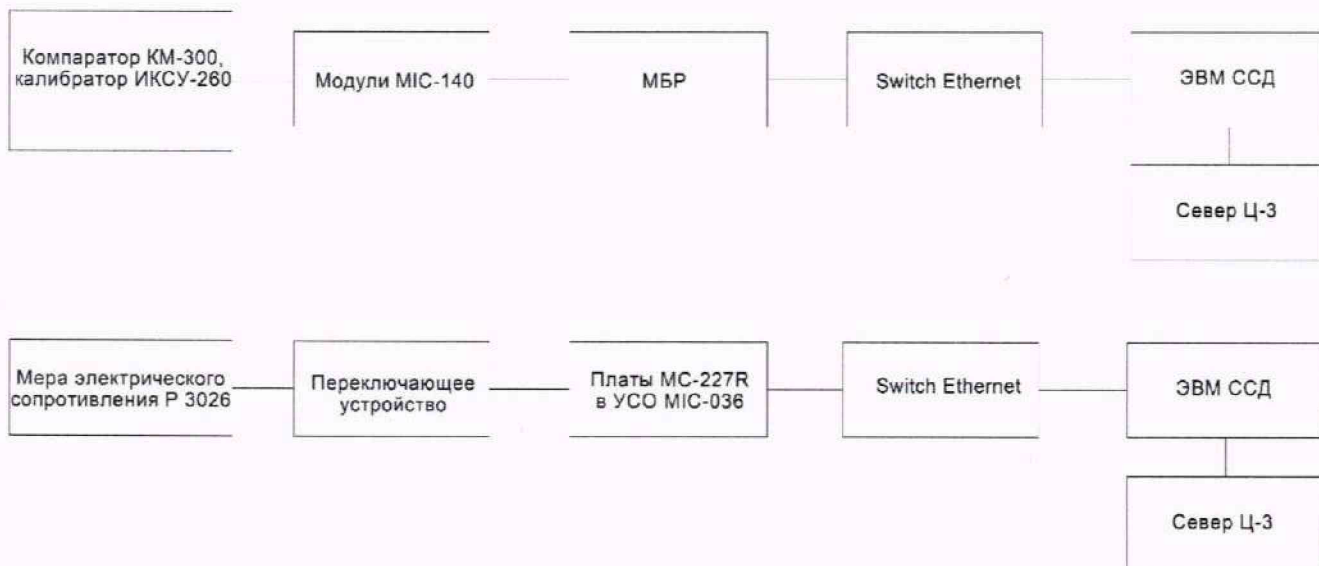 Компаратор КМ-300,
калибратор ИКСУ-260
Модули MIC-140
МБР
Switch Ethernet
ЭВМ ССД
Север Ц-3
Мера электрического
сопротивления Р 3026
Переключающее
устройство
Платы МС-227R
в УСО MIC-036
Switch Ethernet
ЭВМ ССД
Север Ц-3